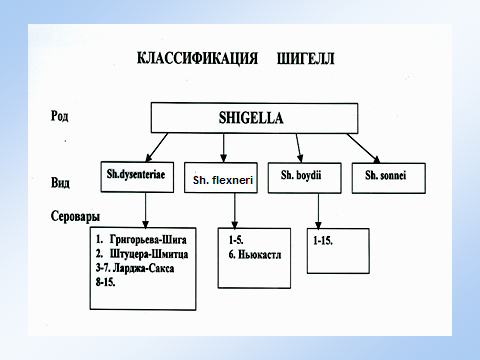 КЛАССИФИКАЦИЯ ШИГЕЛЛ
Род
SHIGELLA
Вид
Sh.dysenteriae
Sh. flexneri
Sh. boydii
Sh. sonnei
Серовары
1. Григорьева-Шига
2. Штуцера-Шмитца
3-7. Ларджа-Сакса
8-15.
1-5.
6. Ньюкастл
1-15.